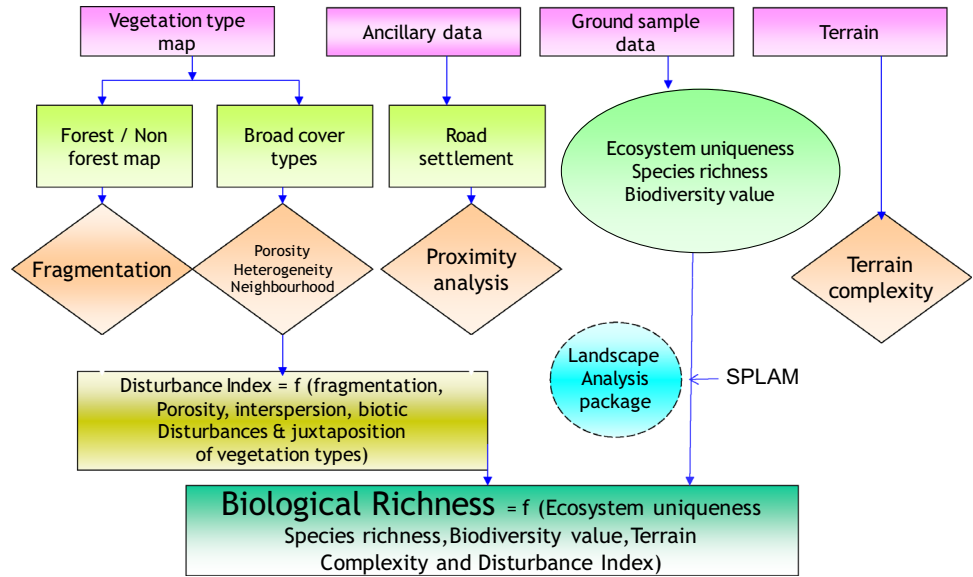 Vegetation type
map
Ancillary data
Ground sample
data
Terrain
Forest / Non
forest map
Broad cover
types
Road
settlement
Ecosystem uniqueness
Species richness
Biodiversity value
Fragmentation
Porosity
Heterogeneity
Neighbourhood
Proximity
analysis
Terrain
complexity
Landscape
Analysis
package
SPLAM
Disturbance Index = f (fragmentation,
Porosity, interspersion, biotic
Disturbances & juxtaposition
of vegetation types)
Biological Richness = f (Ecosystem uniqueness
Species richness,Biodiversity value,Terrain
Complexity and Disturbance Index)